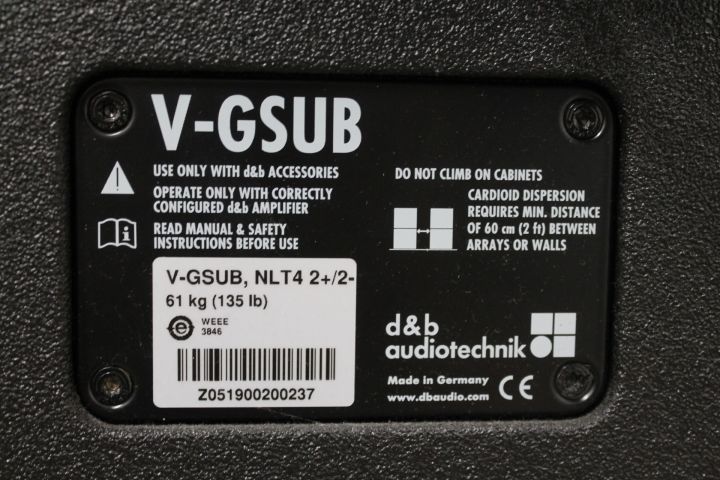 V-GSUB
USE ONLY WITH d&b ACCESSORIES
OPERATE ONLY WITH CORRECTLY
CONFIGURED d&b AMPLIFIER
READ MANUAL & SAFETY
INSTRUCTIONS BEFORE USE
DO NOT CLIMB ON CABINETS
CARDIOID DISPERSION
REQUIRES MIN. DISTANCE
OF 60 cm (2 ft) BETWEEN
ARRAYS OR WALLS
V-GSUB, NLT4 2+/2-
61 kg (135 lb)
e
WEEE
3846
Z051900200237
d&b
audiotechnik
Made in Germany
www.dbaudio.com
CE